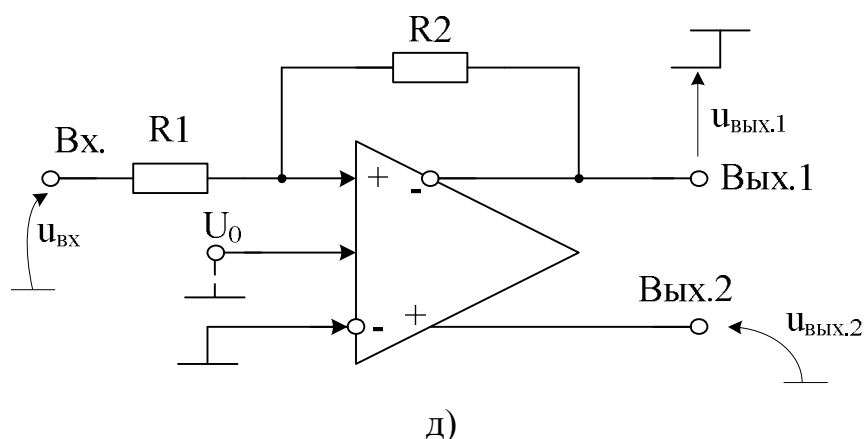 R2
uвых.1
Вх.
R1
+
-
Вых.1
uвх
U0
Вых.2
-
+
uвых.2
д)